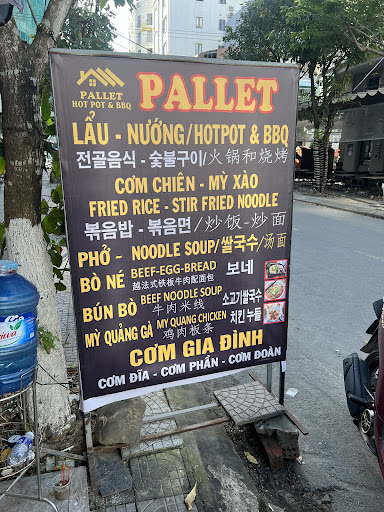 PALLET
HOT POT & BBQ
PALLET
LẨU - NƯỚNG/HOTPOT & BBQ
전골음식 - 숯불구이/火锅和烧烤
CƠM CHIÊN - MỲ XÀO
FRIED RICE - STIR FRIED NOODLE
볶음밥 - 볶음면/炒饭-炒面
PHỞ - NOODLE SOUP/쌀국수/汤面
BÒ NÉ BEEF-EGG-BREAD 보네
越法式铁板牛肉配面包
BÚN BÒ BEEF NOODLE SOUP 소고기쌀국수
牛肉米线
MỲ QUẢNG GÀ MY QUANG CHICKEN 치킨누들
鸡肉板条
CƠM GIA ĐÌNH
CƠM DĨA - CƠM PHẦN - CƠM ĐOÀN